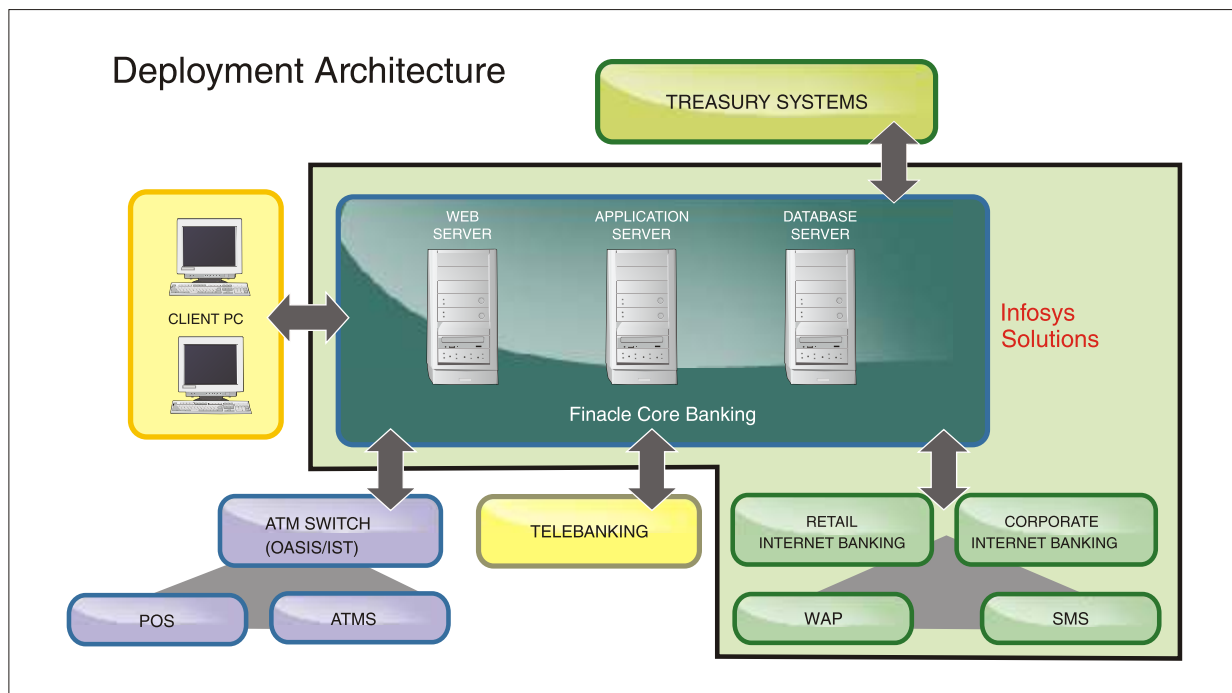 Deployment Architecture
TREASURY SYSTEMS
WEB
SERVER
APPLICATION
SERVER
DATABASE
SERVER
CLIENT PC
Infosys
Solutions
Finacle Core Banking
ATM SWITCH
(OASIS/IST)
TELEBANKING
RETAIL
INTERNET BANKING
CORPORATE
INTERNET BANKING
POS
ATMS
WAP
SMS